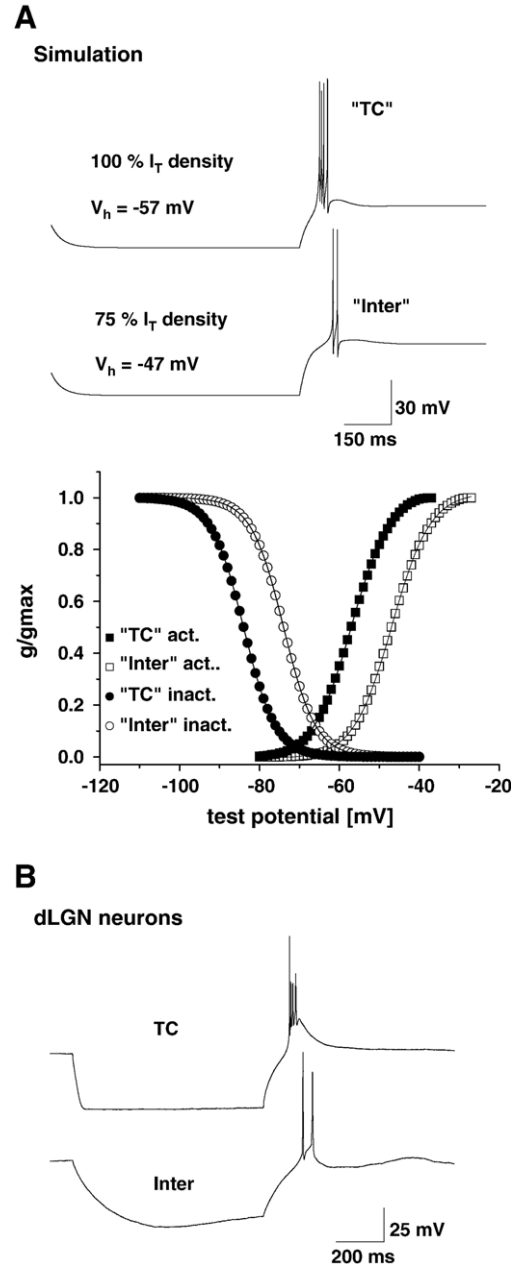 A
Simulation
"TC"
100 % I_T density
V_h = -57 mV
"Inter"
75 % I_T density
V_h = -47 mV
30 mV
150 ms
1.0
0.8
0.6
0.4
0.2
0.0
g/gmax
"TC" act.
"Inter" act..
"TC" inact.
"Inter" inact.
-120 -100 -80 -60 -40 -20
test potential [mV]
B
dLGN neurons
TC
Inter
25 mV
200 ms